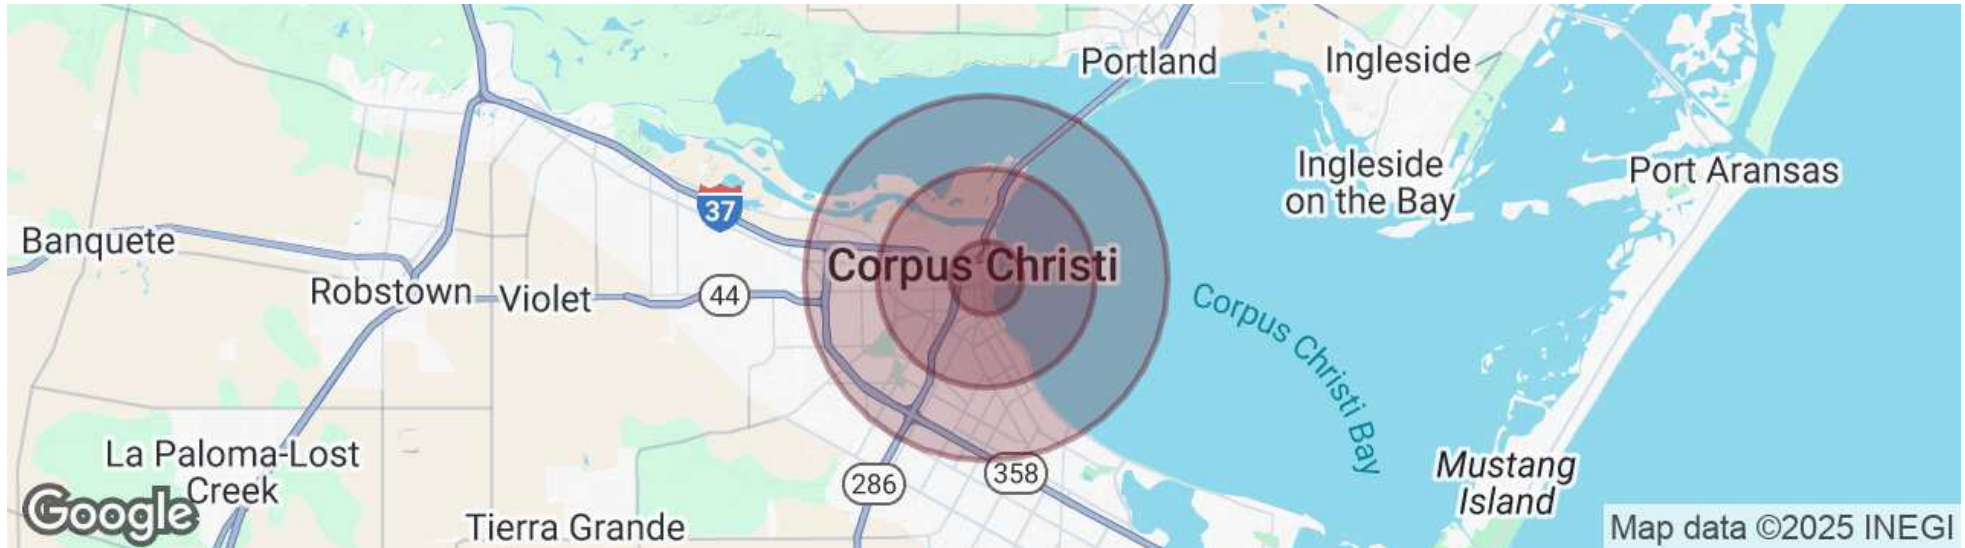 Portland
Ingleside
Ingleside
on the Bay
Port Aransas
37
Banquete
Corpus Christi
Robstown
Violet
44
Corpus Christi Bay
La Paloma-Lost
Creek
286
358
Mustang
Island
Google
Tierra Grande
Map data ©2025 INEGI